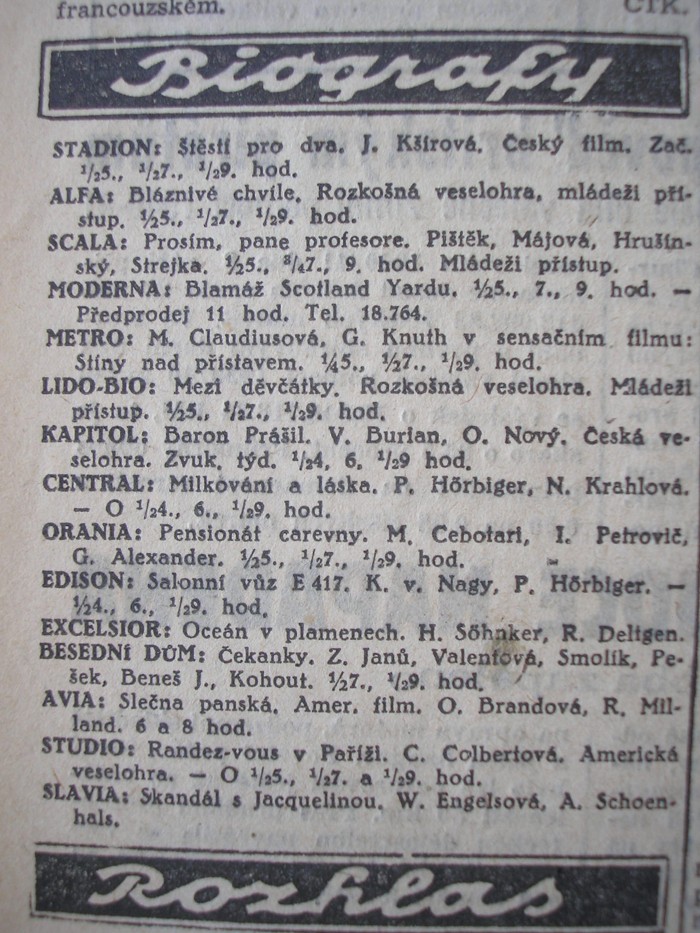 francouzském. ČTK.
Biografy
STADION: Štěstí pro dva. J. Kšírová. Český film. Zač.
½5., ½7., ½9. hod.
ALFA: Bláznivé chvíle. Rozkošná veselohra, mládeži pří-
stup. ½5., ½7., ½9. hod.
SCALA: Prosím, pane profesore. Pištěk, Májová, Hrušín-
ský, Strejka. ½5., ¾7., 9. hod. Mládeži přístup.
MODERNA: Blamáž Scotland Yardu. ½5., 7., 9. hod. —
Předprodej 11 hod. Tel. 18.764.
METRO: M. Claudiusová, G. Knuth v sensačním filmu:
Stíny nad přístavem. ¼5., ½7., ½9. hod.
LIDO-BIO: Mezi děvčátky. Rozkošná veselohra. Mládeži
přístup. ½5., ½7., ½9. hod.
KAPITOL: Baron Prášil. V. Burian, O. Nový. Česká ve-
selohra. Zvuk. týd. ½4, 6. ½9 hod.
CENTRAL: Milkování a láska. P. Hörbiger, N. Krahlová.
— O ½4., 6., ½9. hod.
ORANIA: Pensionát carevny. M. Cebotari, I. Petrovič,
G. Alexander. ½5., ½7., ½9. hod.
EDISON: Salonní vůz E 417. K. v. Nagy, P. Hörbiger. —
½4., 6., ½9. hod.
EXCELSIOR: Oceán v plamenech. H. Söhnker, R. Deltgen.
BESEDNÍ DŮM: Čekanky. Z. Janů, Valentová, Smolík, Pe-
šek, Beneš J., Kohout. ½7., ½9. hod.
AVIA: Slečna panská. Amer. film. O. Brandová, R. Mil-
land. 6 a 8 hod.
STUDIO: Randez-vous v Paříži. C. Colbertová. Americká
veselohra. — O ½5., ½7. a ½9. hod.
SLAVIA: Skandál s Jacquelinou. W. Engelsová, A. Schoen-
hals.
Rozhlas